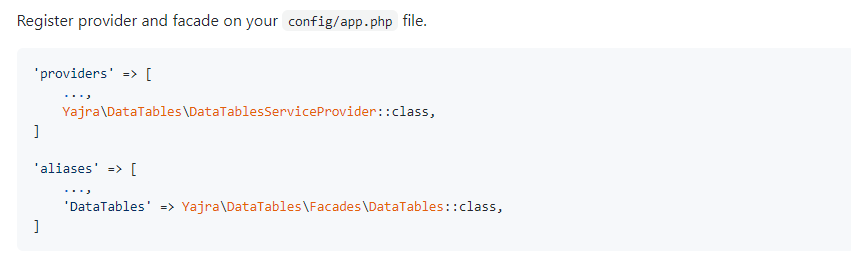 Register provider and facade on your config/app.php file.
'providers' => [
    ...,
    Yajra\DataTables\DataTablesServiceProvider::class,
]
'aliases' => [
    ...,
    'DataTables' => Yajra\DataTables\Facades\DataTables::class,
]